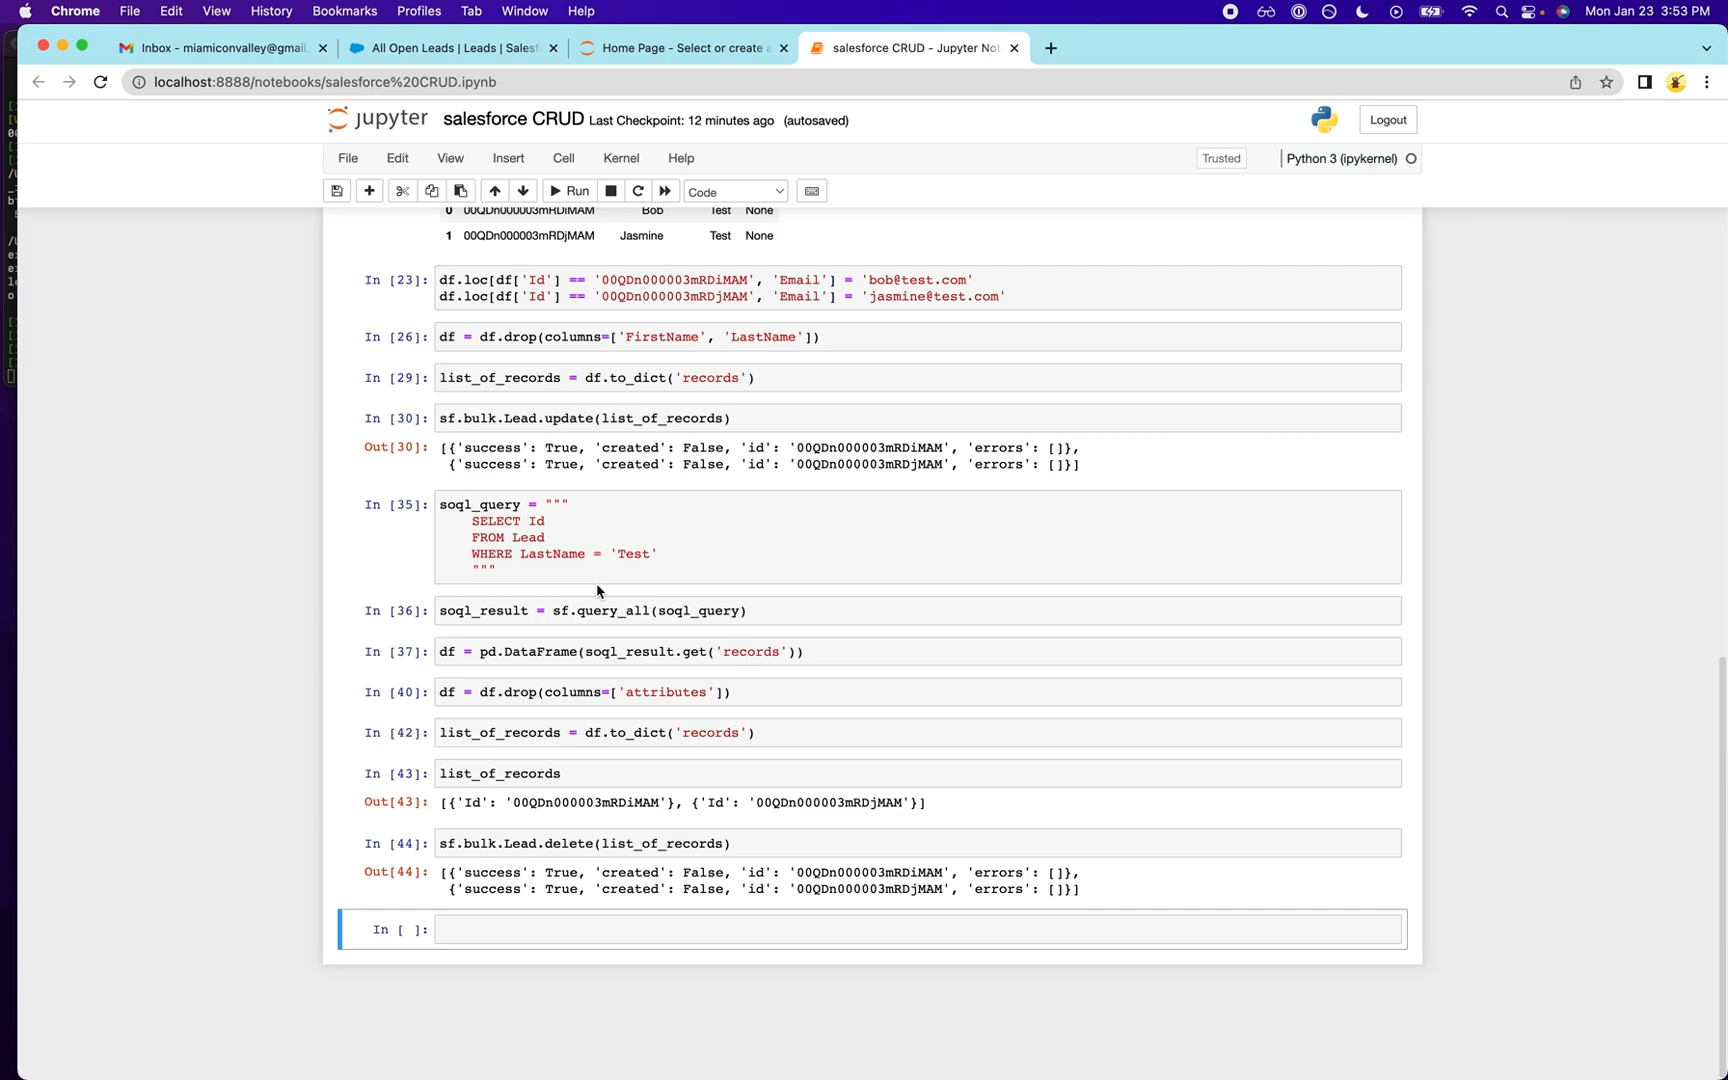 Chrome File Edit View History Bookmarks Profiles Tab Window Help Mon Jan 23 3:53 PM
Inbox - miamiconvalley@gmail. All Open Leads | Leads | Salesf Home Page - Select or create a salesforce CRUD - Jupyter Not
localhost:8888/notebooks/salesforce%20CRUD.ipynb
jupyter salesforce CRUD Last Checkpoint: 12 minutes ago (autosaved) Logout
File Edit View Insert Cell Kernel Help Trusted Python 3 (ipykernel)
Run Code
0 00QDn000003mRDiMAM Bob Test None
1 00QDn000003mRDjMAM Jasmine Test None
In [23]: df.loc[df['Id'] == '00QDn000003mRDiMAM', 'Email'] = 'bob@test.com'
df.loc[df['Id'] == '00QDn000003mRDjMAM', 'Email'] = 'jasmine@test.com'
In [26]: df = df.drop(columns=['FirstName', 'LastName'])
In [29]: list_of_records = df.to_dict('records')
In [30]: sf.bulk.Lead.update(list_of_records)
Out[30]: [{'success': True, 'created': False, 'id': '00QDn000003mRDiMAM', 'errors': []},
{'success': True, 'created': False, 'id': '00QDn000003mRDjMAM', 'errors': []}]
In [35]: soql_query = """
SELECT Id
FROM Lead
WHERE LastName = 'Test'
"""
In [36]: soql_result = sf.query_all(soql_query)
In [37]: df = pd.DataFrame(soql_result.get('records'))
In [40]: df = df.drop(columns=['attributes'])
In [42]: list_of_records = df.to_dict('records')
In [43]: list_of_records
Out[43]: [{'Id': '00QDn000003mRDiMAM'}, {'Id': '00QDn000003mRDjMAM'}]
In [44]: sf.bulk.Lead.delete(list_of_records)
Out[44]: [{'success': True, 'created': False, 'id': '00QDn000003mRDiMAM', 'errors': []},
{'success': True, 'created': False, 'id': '00QDn000003mRDjMAM', 'errors': []}]
In [ ]: